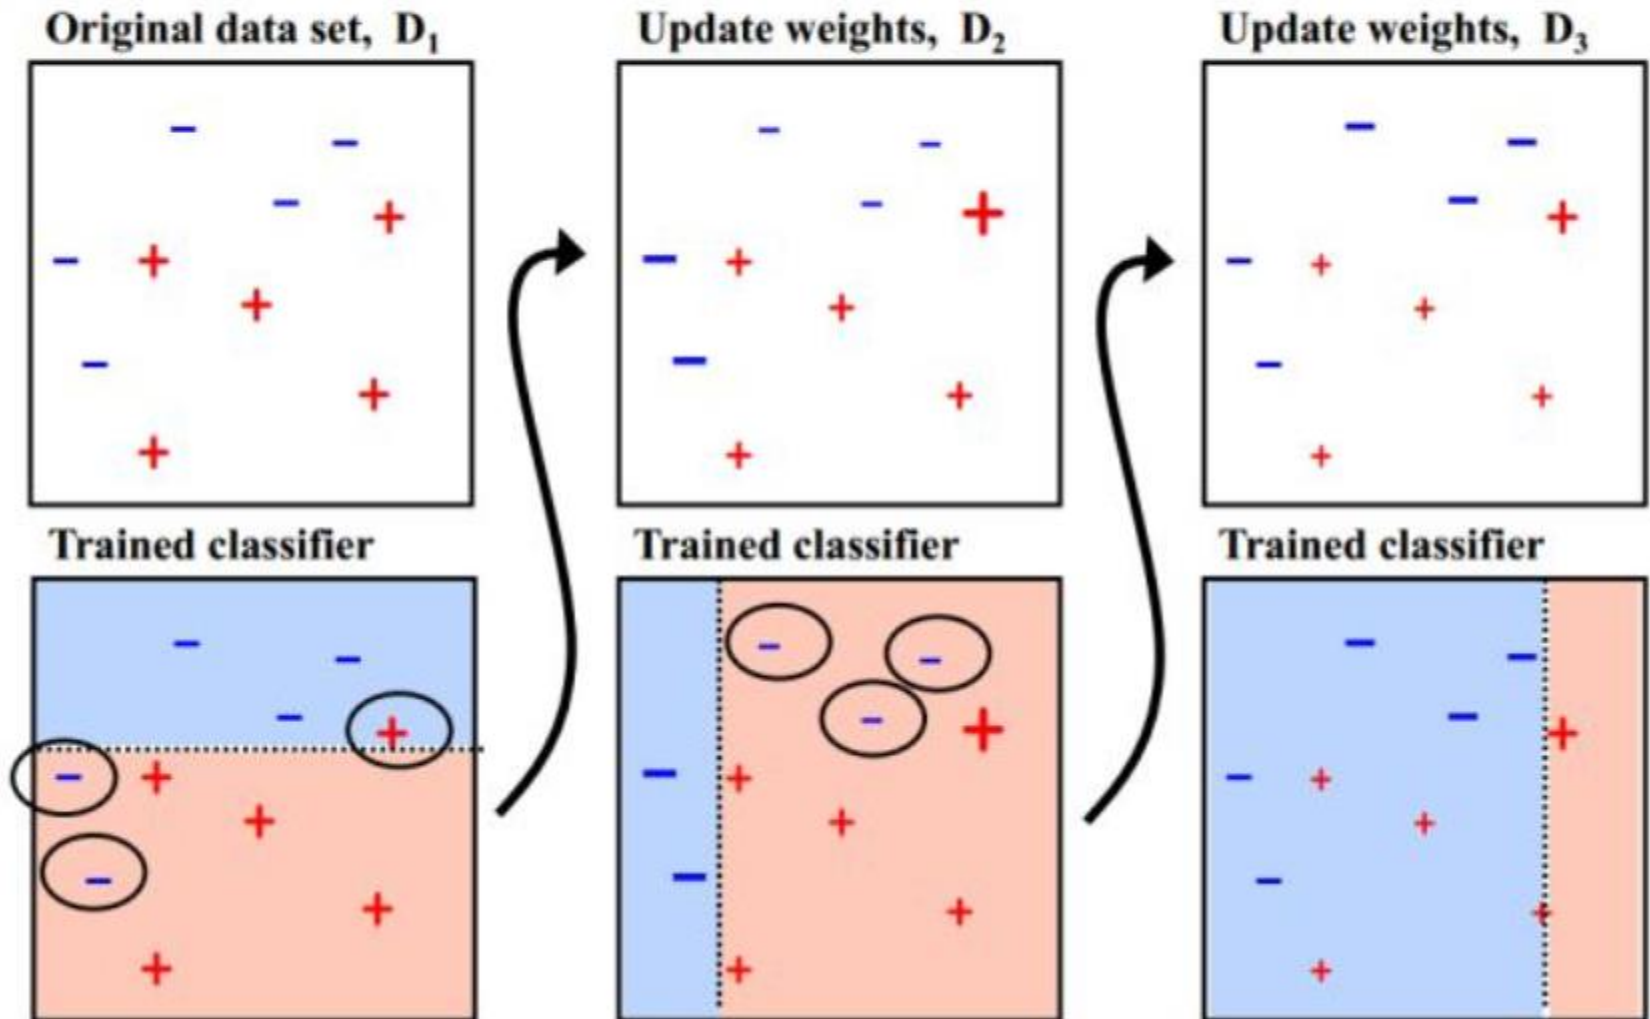 Original data set, D₁
Update weights, D₂
Update weights, D₃
Trained classifier
Trained classifier
Trained classifier